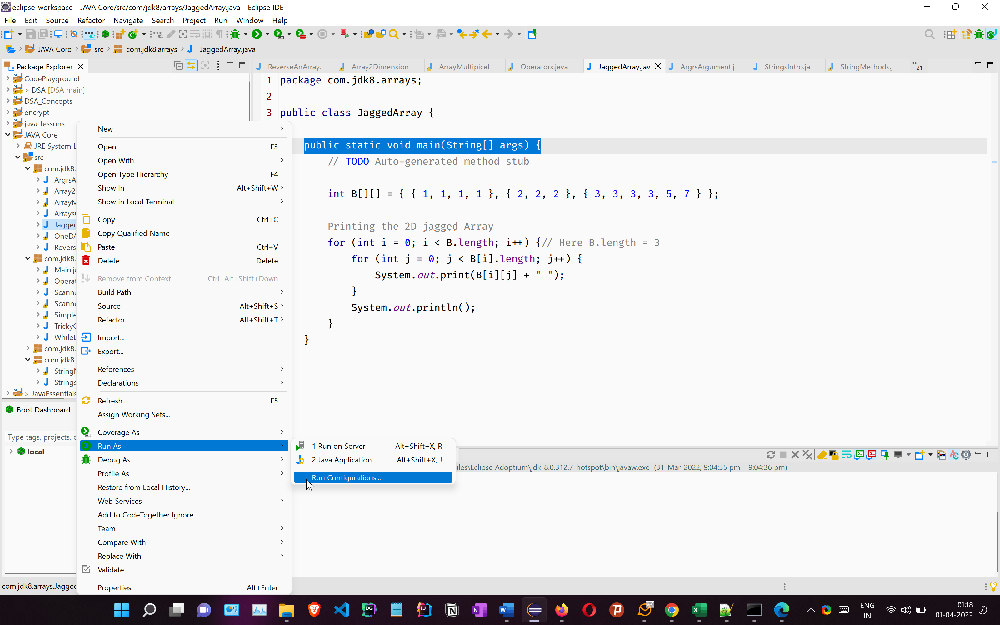 eclipse-workspace - JAVA Core/src/com/jdk8/arrays/JaggedArray.java - Eclipse IDE
File Edit Source Refactor Navigate Search Project Run Window Help
JAVA Core src com.jdk8.arrays JaggedArray.java
Package Explorer
CodePlayground
> DSA [DSA main]
DSA_Concepts
encrypt
java_lessons
JAVA Core
JRE System L
src
com.jdk8.
ArgrsA
Array2
ArrayM
Arrays
Jagged
OneDA
Revers
com.jdk8.
Main.ja
Operat
Scanne
Scanne
Simple
Tricky
WhileL
com.jdk8.
com.jdk8.
StringM
Strings
> JavaEssentials
Boot Dashboard
Type tags, projects, c
local
com.jdk8.arrays.Jagged
New
Open F3
Open With
Open Type Hierarchy F4
Show In Alt+Shift+W
Show in Local Terminal
Copy Ctrl+C
Copy Qualified Name
Paste Ctrl+V
Delete Delete
Remove from Context Ctrl+Alt+Shift+Down
Build Path
Source Alt+Shift+S
Refactor Alt+Shift+T
Import...
Export...
References
Declarations
Refresh F5
Assign Working Sets...
Coverage As
Run As
Debug As
Profile As
Restore from Local History...
Web Services
Add to CodeTogether Ignore
Team
Compare With
Replace With
Validate
Properties Alt+Enter
1 Run on Server Alt+Shift+X, R
2 Java Application Alt+Shift+X, J
Run Configurations...
ReverseAnArray. Array2Dimension ArrayMultipicat Operators.java JaggedArray.jav ArgrsArgument.j StringsIntro.ja StringMethods.j 21
1 package com.jdk8.arrays;
2
3 public class JaggedArray {
public static void main(String[] args) {
// TODO Auto-generated method stub
int B[][] = { { 1, 1, 1, 1 }, { 2, 2, 2 }, { 3, 3, 3, 3, 5, 7 } };
Printing the 2D jagged Array
for (int i = 0; i < B.length; i++) {// Here B.length = 3
for (int j = 0; j < B[i].length; j++) {
System.out.print(B[i][j] + " ");
}
System.out.println();
}
}
iles\Eclipse Adoptium\jdk-8.0.312.7-hotspot\bin\javaw.exe (31-Mar-2022, 9:04:35 pm – 9:04:36 pm)
ENG
IN
01:18
01-04-2022